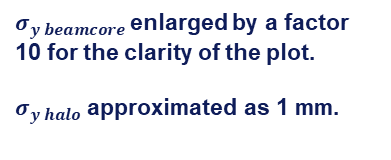 σy beamcore enlarged by a factor
10 for the clarity of the plot.
σy halo approximated as 1 mm.